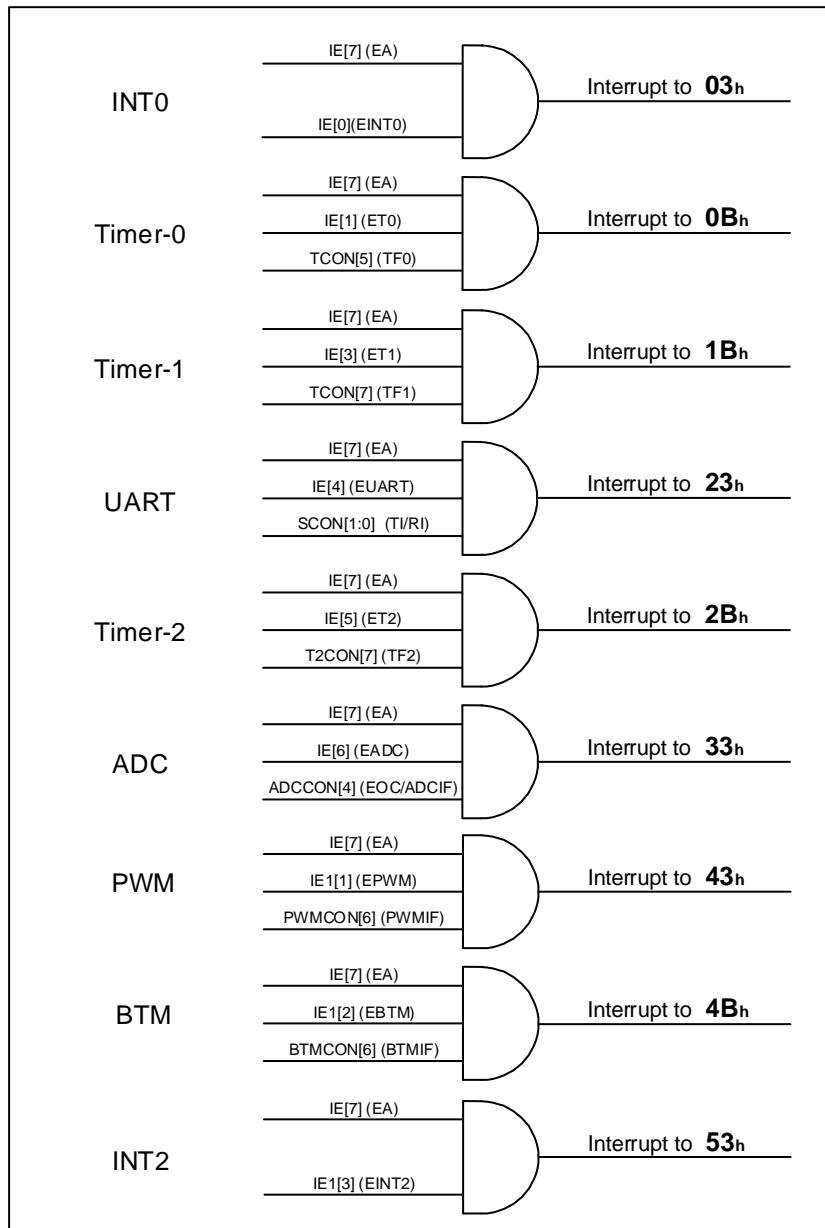 IE[7] (EA)
INT0
Interrupt to 03h
IE[0](EINT0)
IE[7] (EA)
Timer-0
IE[1] (ET0)
Interrupt to 0Bh
TCON[5] (TF0)
IE[7] (EA)
Timer-1
IE[3] (ET1)
Interrupt to 1Bh
TCON[7] (TF1)
IE[7] (EA)
UART
IE[4] (EUART)
Interrupt to 23h
SCON[1:0] (TI/RI)
IE[7] (EA)
Timer-2
IE[5] (ET2)
Interrupt to 2Bh
T2CON[7] (TF2)
IE[7] (EA)
ADC
IE[6] (EADC)
Interrupt to 33h
ADCCON[4] (EOC/ADCIF)
IE[7] (EA)
PWM
IE1[1] (EPWM)
Interrupt to 43h
PWMCON[6] (PWMIF)
IE[7] (EA)
BTM
IE1[2] (EBTM)
Interrupt to 4Bh
BTMCON[6] (BTMIF)
IE[7] (EA)
INT2
Interrupt to 53h
IE1[3] (EINT2)